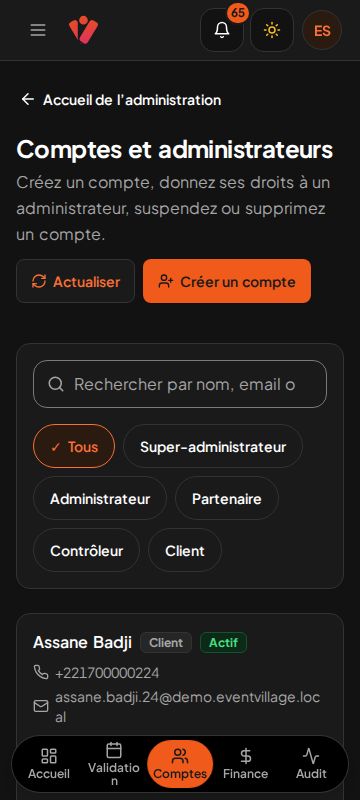 65
ES
Accueil de l'administration
Comptes et administrateurs
Créez un compte, donnez ses droits à un
administrateur, suspendez ou supprimez
un compte.
Actualiser
Créer un compte
Rechercher par nom, email o
✓ Tous
Super-administrateur
Administrateur
Partenaire
Contrôleur
Client
Assane Badji Client Actif
+221700000224
assane.badji.24@demo.eventvillage.loc
al
Accueil
Validatio
n
Comptes
Finance
Audit